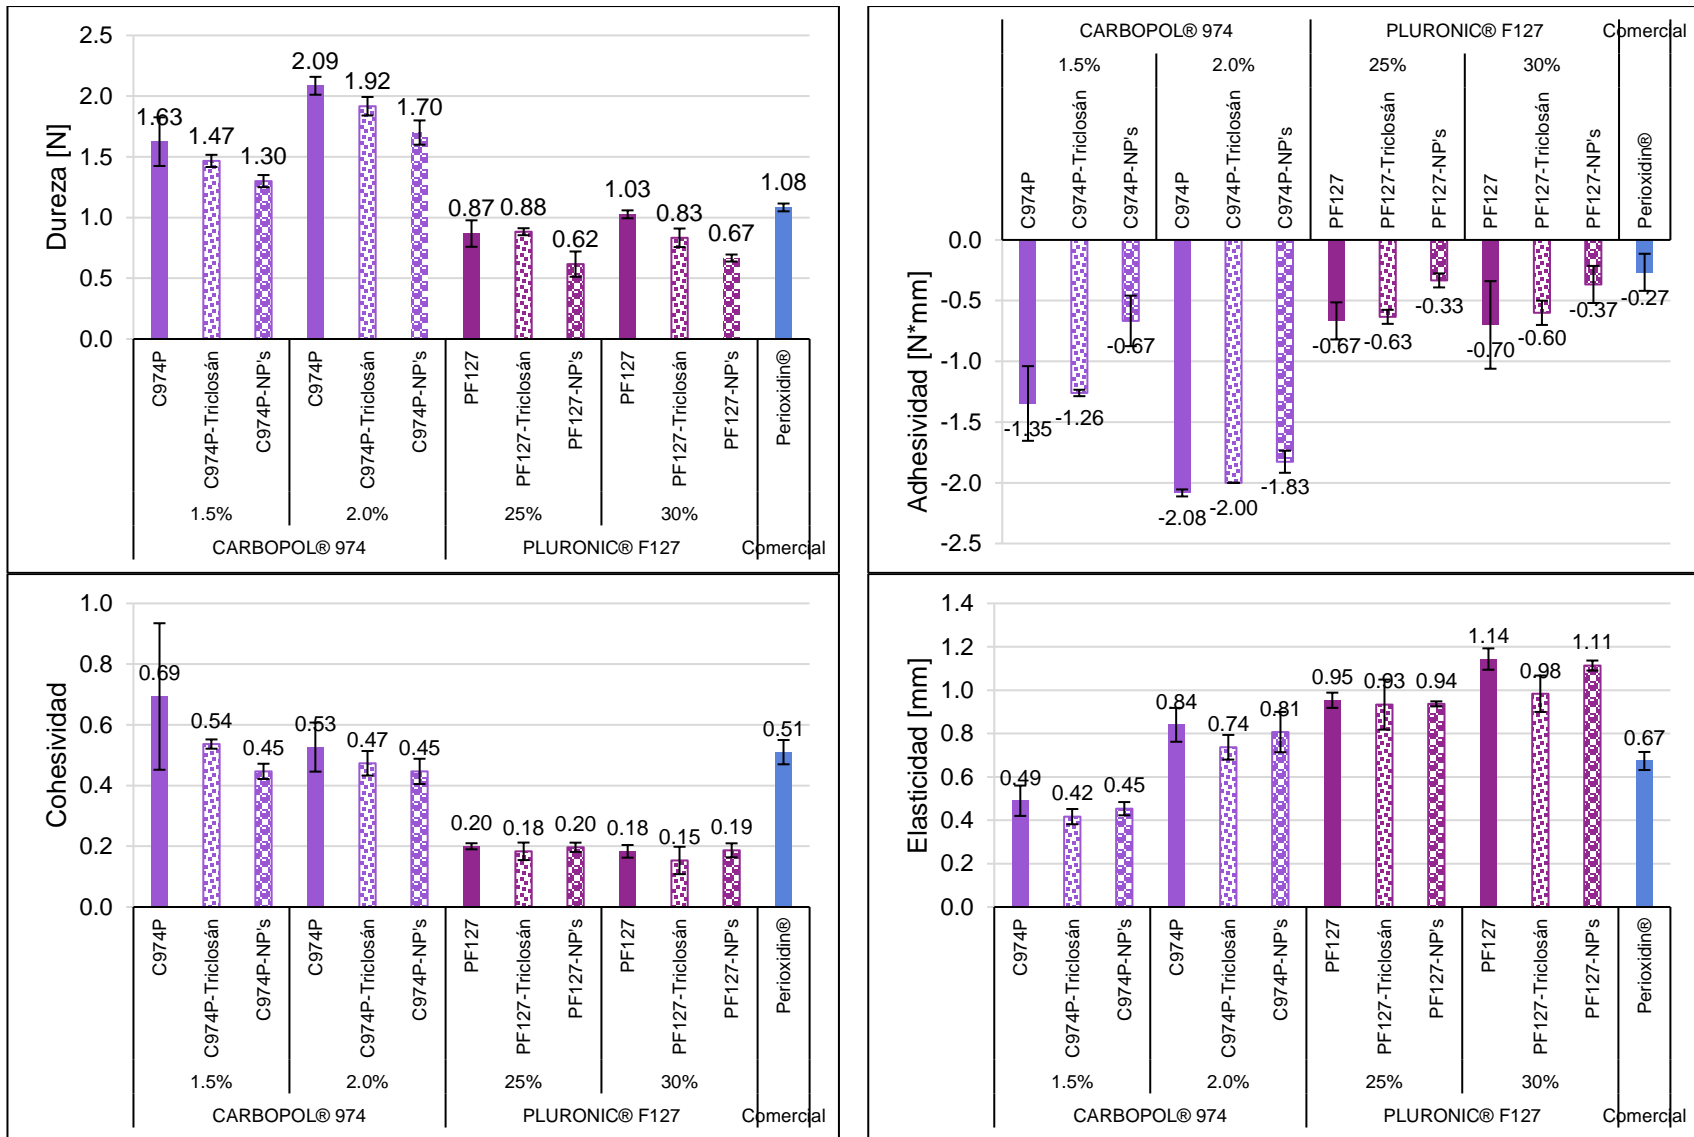 Dureza [N]
2.5
2.0
1.5
1.0
0.5
0.0
1.63
1.47
1.30
2.09
1.92
1.70
0.87
0.88
0.62
1.03
0.83
0.67
1.08
C974P
C974P-Triclosán
C974P-NP's
C974P
C974P-Triclosán
C974P-NP's
PF127
PF127-Triclosán
PF127-NP's
PF127
PF127-Triclosán
PF127-NP's
Perioxidin®
1.5%
2.0%
25%
30%
CARBOPOL® 974
PLURONIC® F127
Comercial
CARBOPOL® 974
PLURONIC® F127
Comercial
1.5%
2.0%
25%
30%
C974P
C974P-Triclosán
C974P-NP's
C974P
C974P-Triclosán
C974P-NP's
PF127
PF127-Triclosán
PF127-NP's
PF127
PF127-Triclosán
PF127-NP's
Perioxidin®
Adhesividad [N*mm]
0.0
-0.5
-1.0
-1.5
-2.0
-2.5
-1.35
-1.26
-0.67
-2.08
-2.00
-1.83
-0.67
-0.63
-0.33
-0.70
-0.60
-0.37
-0.27
Cohesividad
1.0
0.8
0.6
0.4
0.2
0.0
0.69
0.54
0.45
0.53
0.47
0.45
0.20
0.18
0.20
0.18
0.15
0.19
0.51
C974P
C974P-Triclosán
C974P-NP's
C974P
C974P-Triclosán
C974P-NP's
PF127
PF127-Triclosán
PF127-NP's
PF127
PF127-Triclosán
PF127-NP's
Perioxidin®
1.5%
2.0%
25%
30%
CARBOPOL® 974
PLURONIC® F127
Comercial
Elasticidad [mm]
1.4
1.2
1.0
0.8
0.6
0.4
0.2
0.0
0.49
0.42
0.45
0.84
0.74
0.81
0.95
0.93
0.94
1.14
0.98
1.11
0.67
C974P
C974P-Triclosán
C974P-NP's
C974P
C974P-Triclosán
C974P-NP's
PF127
PF127-Triclosán
PF127-NP's
PF127
PF127-Triclosán
PF127-NP's
Perioxidin®
1.5%
2.0%
25%
30%
CARBOPOL® 974
PLURONIC® F127
Comercial